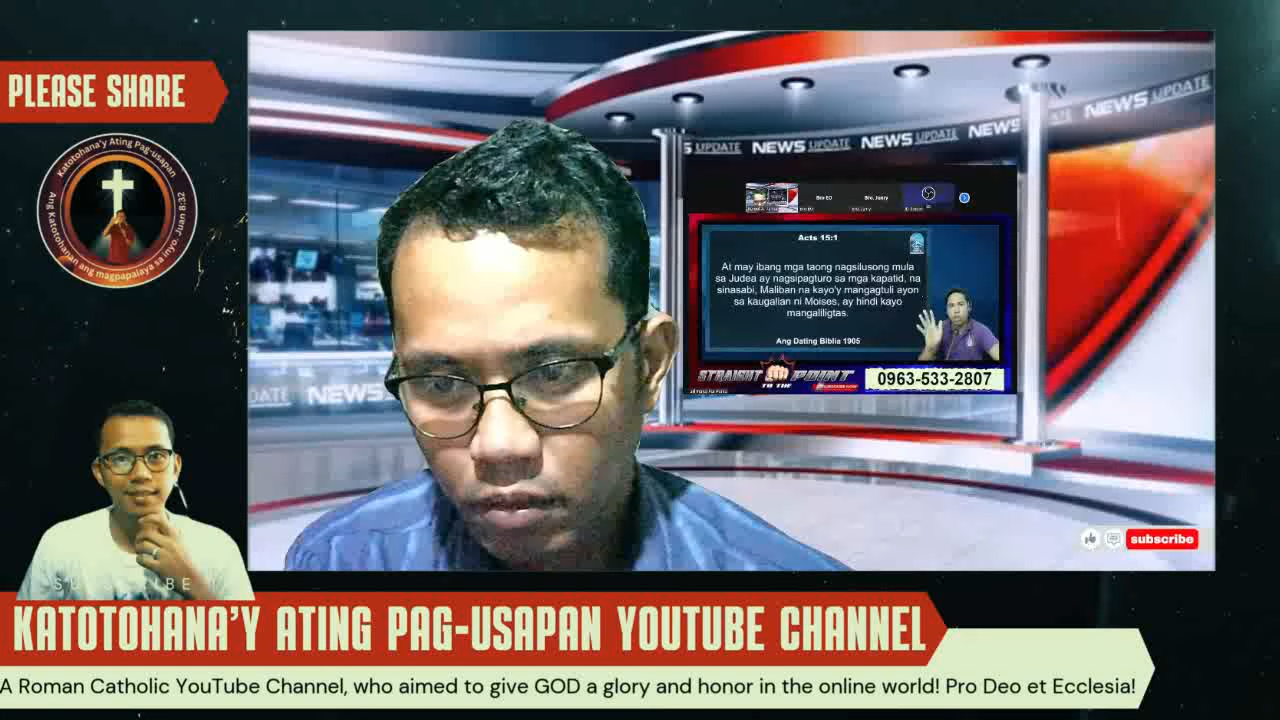 PLEASE SHARE
Katotohana'y Ating Pag-usapan
Ang Katotohanan ang magpapalaya sa inyo. Juan 8:32
UPDATE NEWS UPDATE NEWS UPDATE NEWS NEWS UPDATE
Bro EO
Acts 15:1
At may ibang mga taong nagsilusong mula
sa Judea ay nagsipagturo sa mga kapatid, na
sinasabi, Maliban na kayo'y mangagtuli ayon
sa kaugalian ni Moises, ay hindi kayo
mangaliligtas.
Ang Dating Biblia 1905
STRAIGHT
TO THE
POINT
0963-533-2807
DATE NEWS
subscribe
KATOTOHANA'Y ATING PAG-USAPAN YOUTUBE CHANNEL
A Roman Catholic YouTube Channel, who aimed to give GOD a glory and honor in the online world! Pro Deo et Ecclesia!